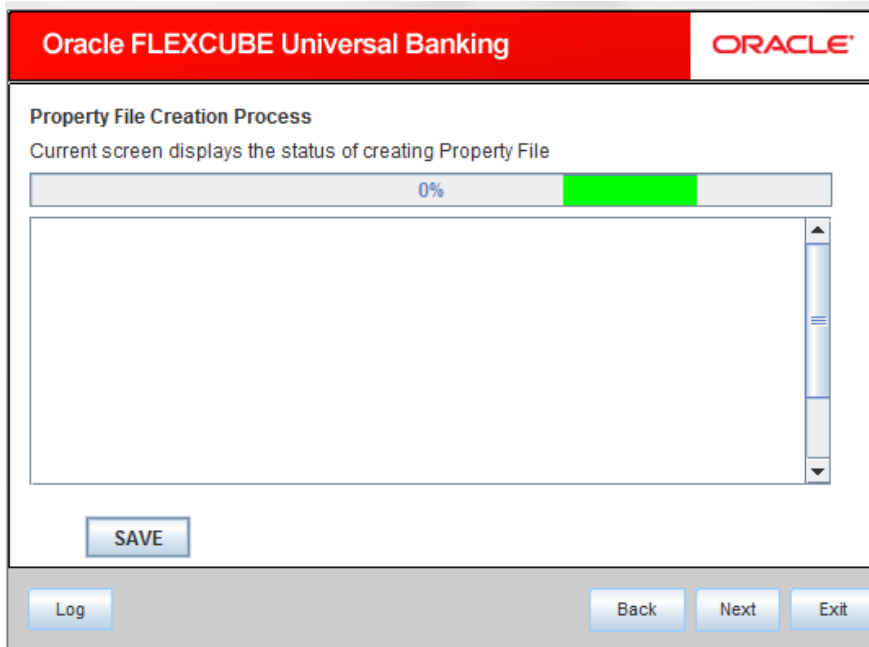 Oracle FLEXCUBE Universal Banking
ORACLE
Property File Creation Process
Current screen displays the status of creating Property File
0%
SAVE
Log
Back
Next
Exit